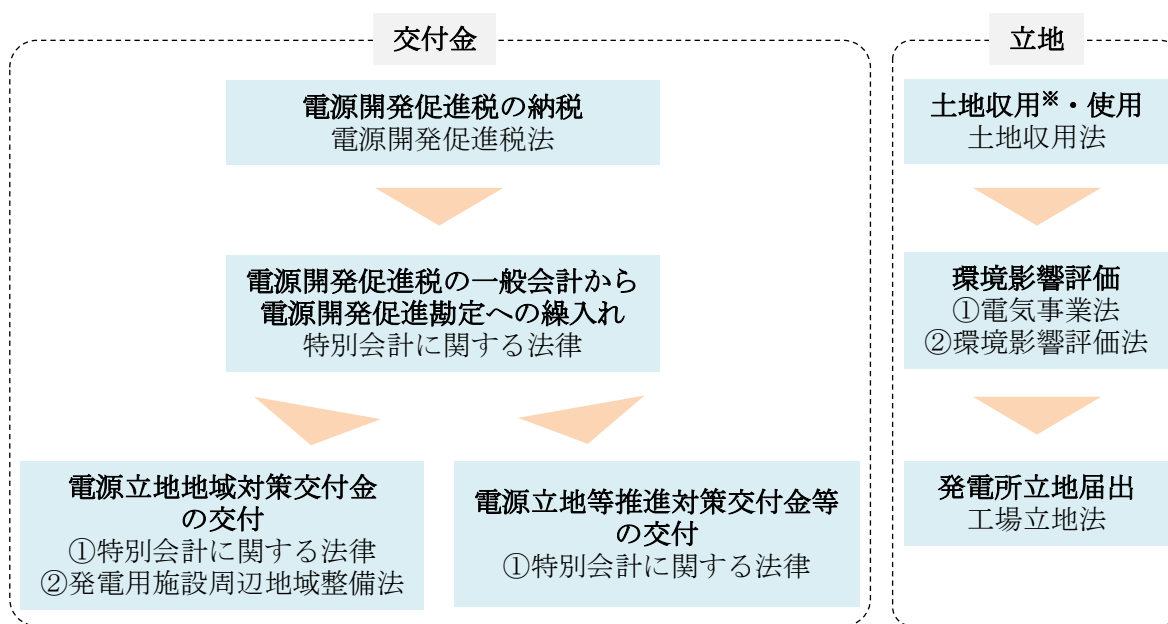 交付金
電源開発促進税の納税
電源開発促進税法
電源開発促進税の一般会計から
電源開発促進勘定への繰入れ
特別会計に関する法律
電源立地地域対策交付金
の交付
①特別会計に関する法律
②発電用施設周辺地域整備法
電源立地等推進対策交付金等
の交付
①特別会計に関する法律
立地
土地収用※・使用
土地収用法
環境影響評価
①電気事業法
②環境影響評価法
発電所立地届出
工場立地法